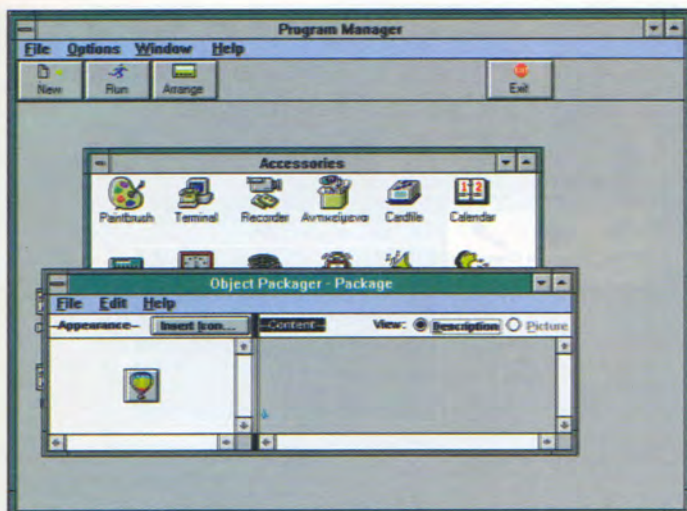 Program Manager
File Options Window Help
New Run Arrange Exit
Accessories
Paintbrush Terminal Recorder Αντικείμενα Cardfile Calendar
Object Packager - Package
File Edit Help
Appearance Insert Icon... Content View: Description Picture